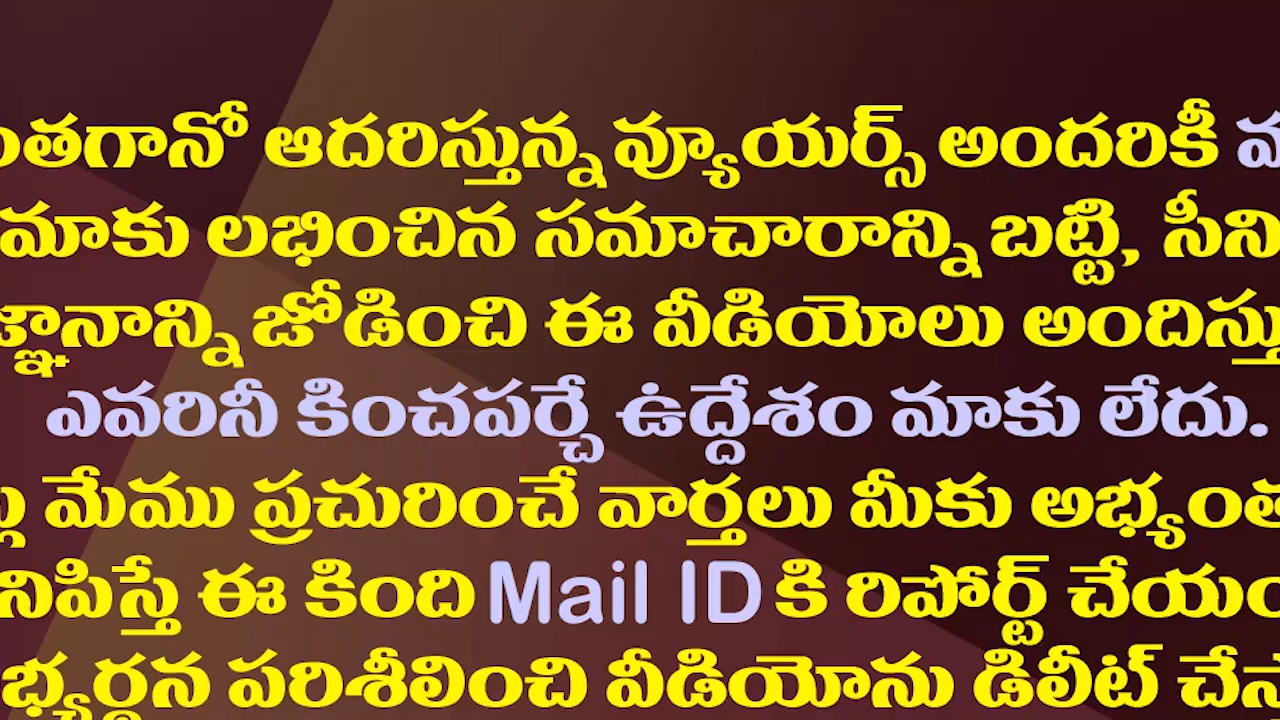 ఆదరిస్తున్న వ్యూయర్స్ అందరికీ
మాకు లభించిన సమాచారాన్ని బట్టి,
జోడించి ఈ వీడియోలు
ఎవరినీ కించపర్చే ఉద్దేశం మాకు లేదు.
మేము ప్రచురించే వార్తలు మీకు
ఈ కింది Mail ID కి రిపోర్ట్
పరిశీలించి వీడియోను డిలీట్